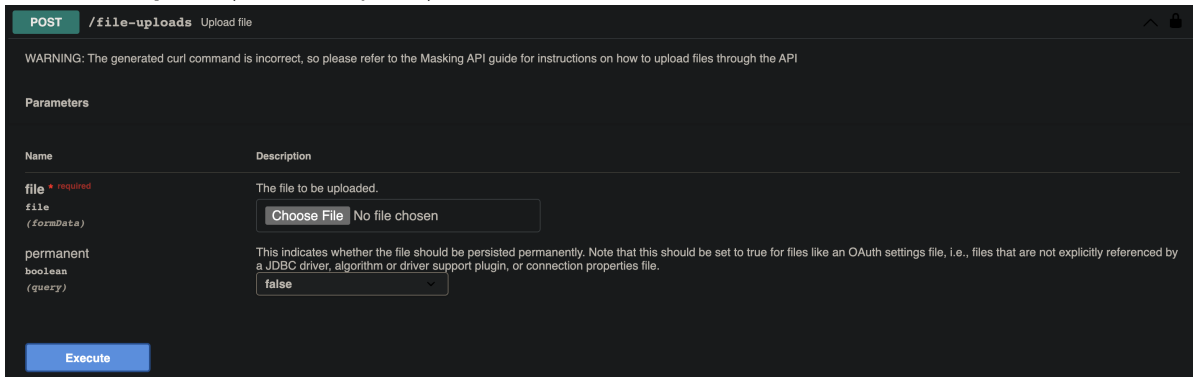 POST /file-uploads Upload file
WARNING: The generated curl command is incorrect, so please refer to the Masking API guide for instructions on how to upload files through the API
Parameters
Name Description
file * required The file to be uploaded.
file
(formData)
Choose File No file chosen
permanent This indicates whether the file should be persisted permanently. Note that this should be set to true for files like an OAuth settings file, i.e., files that are not explicitly referenced by
boolean a JDBC driver, algorithm or driver support plugin, or connection properties file.
(query) false
Execute